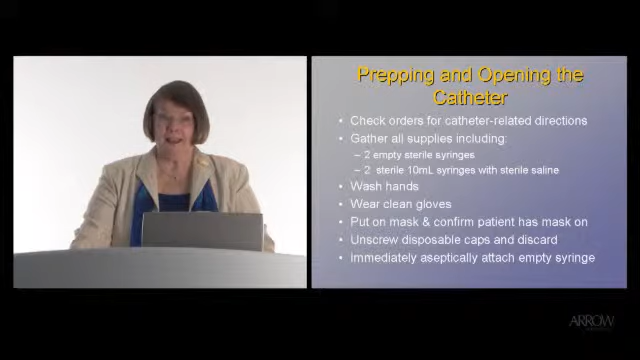 Prepping and Opening the
Catheter
• Check orders for catheter-related directions
• Gather all supplies including:
– 2 empty sterile syringes
– 2 sterile 10mL syringes with sterile saline
• Wash hands
• Wear clean gloves
• Put on mask & confirm patient has mask on
• Unscrew disposable caps and discard
• immediately aseptically attach empty syringe
ARROW